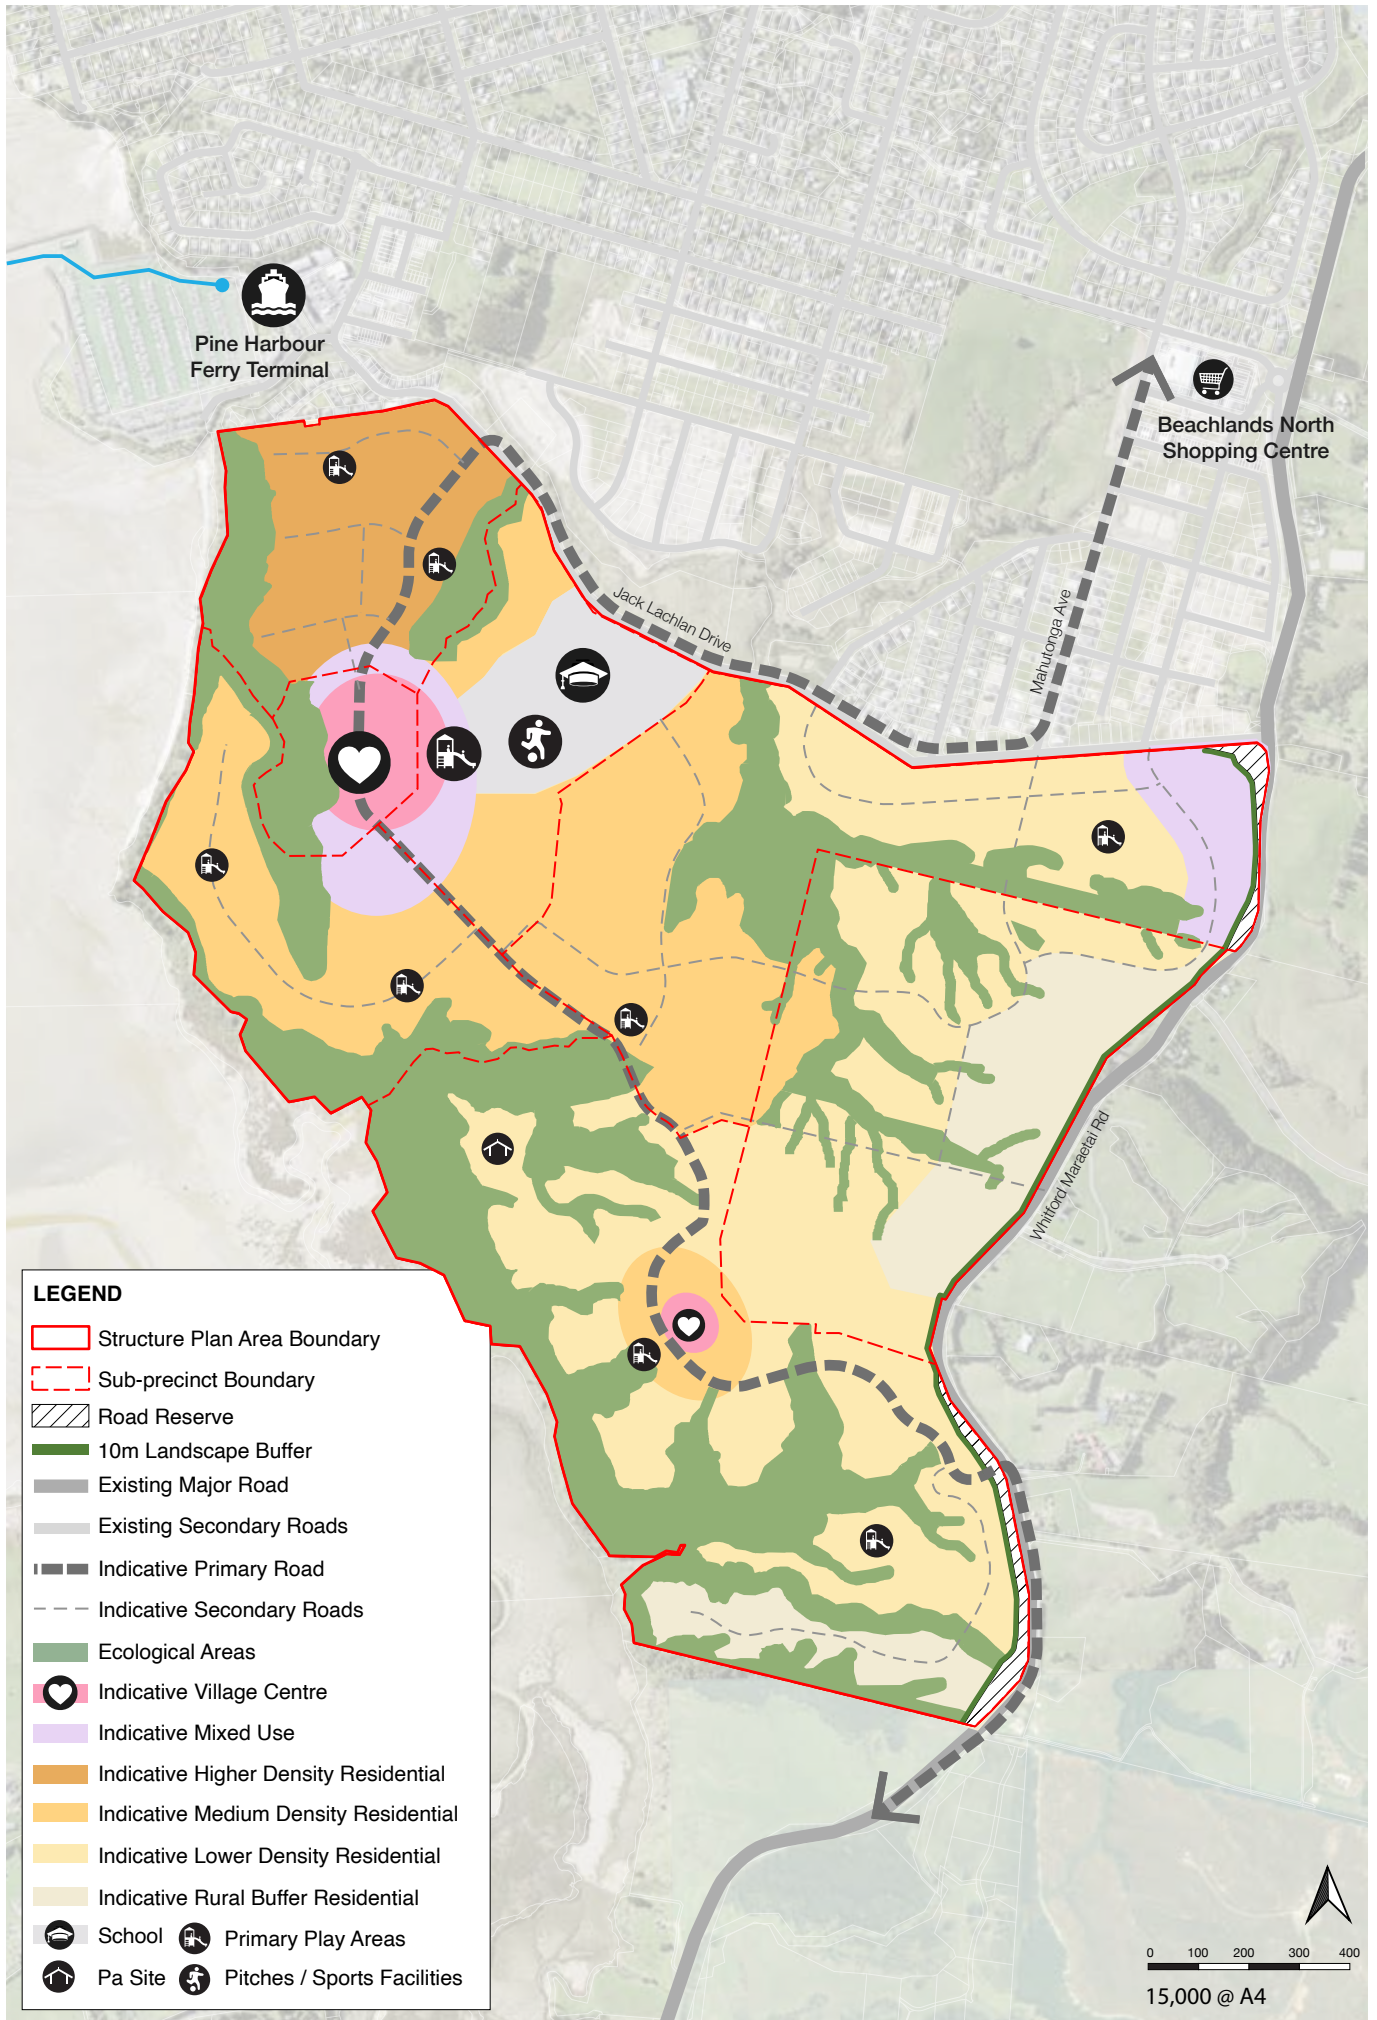 Pine Harbour
Ferry Terminal
Beachlands North
Shopping Centre
Jack Lachlan Drive
Mahutonga Ave
Whitford Maraetai Rd
LEGEND
Structure Plan Area Boundary
Sub-precinct Boundary
Road Reserve
10m Landscape Buffer
Existing Major Road
Existing Secondary Roads
Indicative Primary Road
Indicative Secondary Roads
Ecological Areas
Indicative Village Centre
Indicative Mixed Use
Indicative Higher Density Residential
Indicative Medium Density Residential
Indicative Lower Density Residential
Indicative Rural Buffer Residential
School Primary Play Areas
Pa Site Pitches / Sports Facilities
0 100 200 300 400
15,000 @ A4